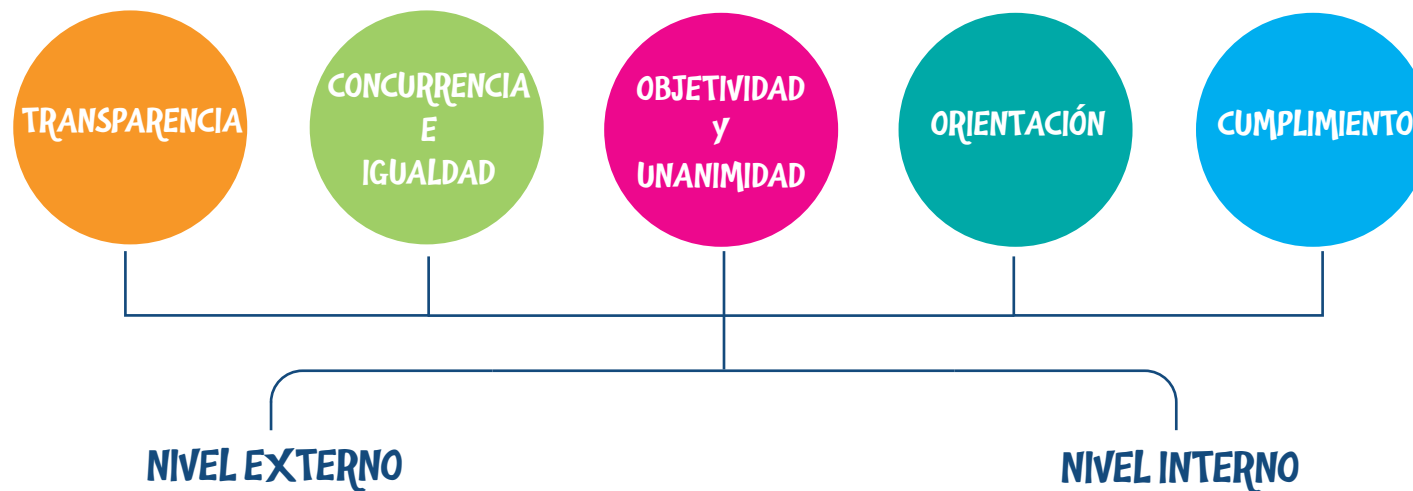 TRANSPARENCIA
CONCURRENCIA
E
IGUALDAD
OBJETIVIDAD
y
UNANIMIDAD
ORIENTACIÓN
CUMPLIMIENTO
NIVEL EXTERNO
NIVEL INTERNO